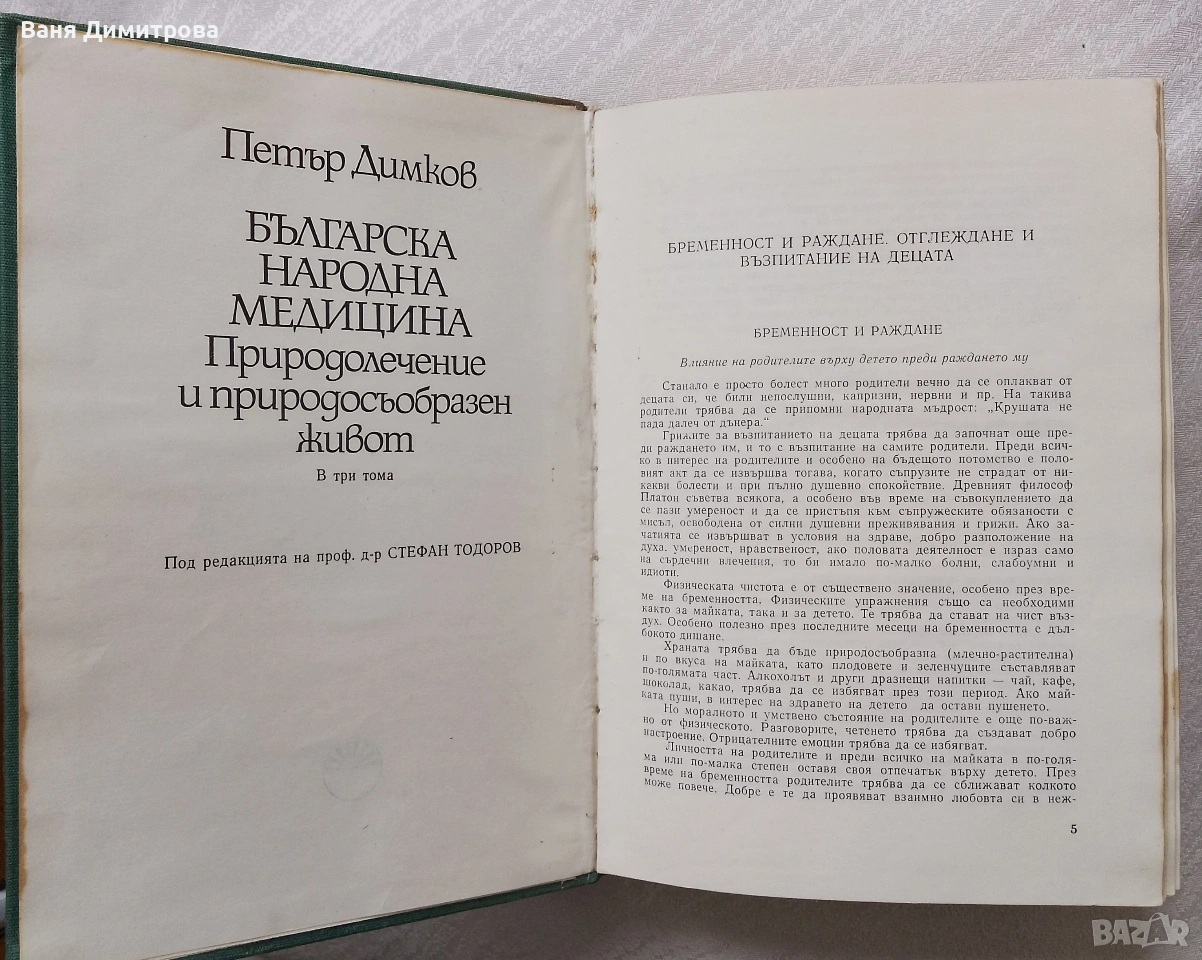 Ваня Димитрова
Петър Димков
БЪЛГАРСКА
НАРОДНА
МЕДИЦИНА
Природолечение
и природосъобразен
живот
В три тома
Под редакцията на проф. д-р СТЕФАН ТОДОРОВ
БРЕМЕННОСТ И РАЖДАНЕ. ОТГЛЕЖДАНЕ И
ВЪЗПИТАНИЕ НА ДЕЦАТА
БРЕМЕННОСТ И РАЖДАНЕ
Влияние на родителите върху детето преди раждането му
Станало е просто болест много родители вечно да се оплакват от
децата си, че били непослушни, капризни, нервни и пр. На такива
родители трябва да се припомни народната мъдрост: „Крушата не
пада далеч от дънера.“
Грижите за възпитанието на децата трябва да започнат още пре-
ди раждането им, и то с възпитание на самите родители. Преди всич-
ко в интерес на родителите и особено на бъдещото потомство е поло-
вият акт да се извършва тогава, когато съпрузите не страдат от ни-
какви болести и при пълно душевно спокойствие. Древният философ
Платон съветва всякога, а особено във време на съвокуплението да
се пази умереност и да се пристъпя към съпружеските обязаности с
мисъл, освободена от силни душевни преживявания и грижи. Ако за-
чатията се извършват в условия на здраве, добро разположение на
духа. умереност, нравственост, ако половата деятелност е израз само
на сърдечни влечения, то би имало по-малко болни, слабоумни и
идиоти.
Физическата чистота е от съществено значение, особено през вре-
ме на бременността. Физическите упражнения също са необходими
както за майката, така и за детето. Те трябва да стават на чист въз-
дух. Особено полезно през последните месеци на бременността е дъл-
бокото дишане.
Храната трябва да бъде природосъобразна (млечно-растителна)
и по вкуса на майката, като плодовете и зеленчуците съставляват
по-голямата част. Алкохолът и други дразнещи напитки — чай, кафе,
шоколад, какао, трябва да се избягват през този период. Ако май-
ката пуши, в интерес на здравето на детето да остави пушенето.
Но моралното и умствено състояние на родителите е още по-важ-
но от физическото. Разговорите, четенето трябва да създават добро
настроение. Отрицателните емоции трябва да се избягват.
Личността на родителите и преди всичко на майката в по-голя-
ма или по-малка степен оставя своя отпечатък върху детето. През
време на бременността родителите трябва да се сближават колкото
може повече. Добре е те да проявяват взаимно любовта си в неж-
5
BAZAR